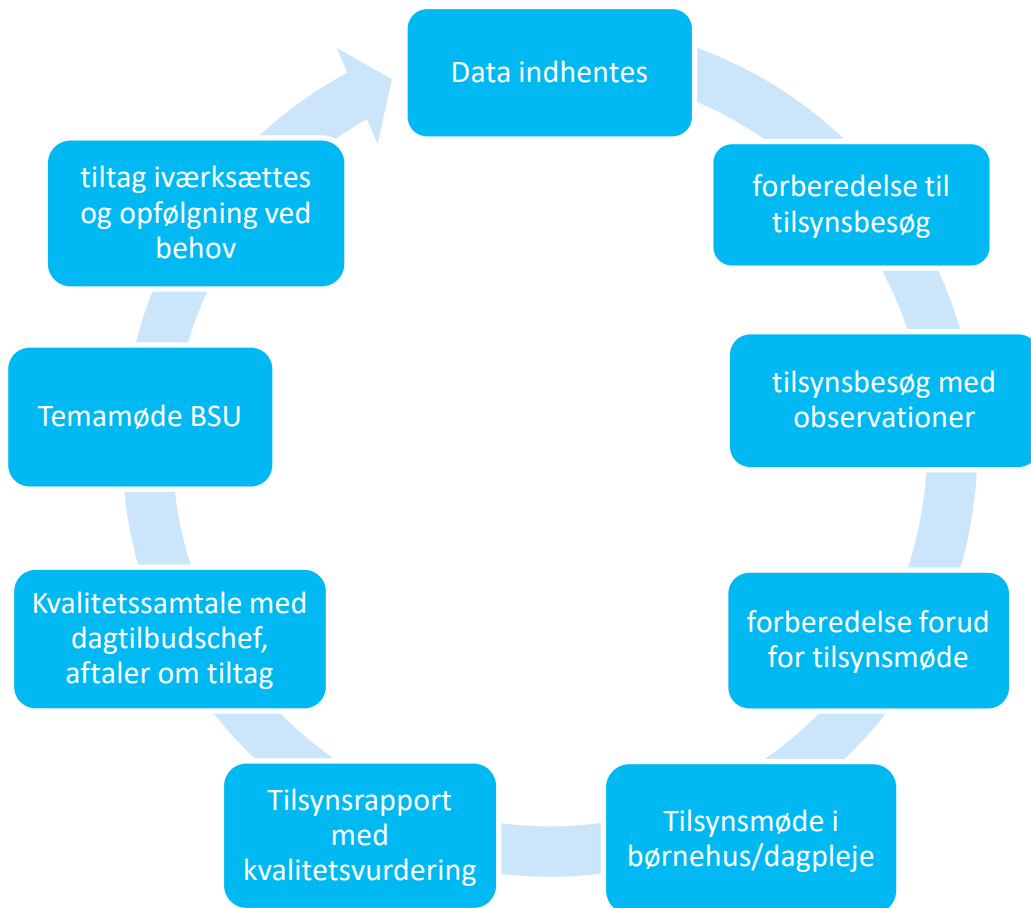 Data indhentes
forberedelse til
tilsynsbesøg
tilsynsbesøg med
observationer
forberedelse forud
for tilsynsmøde
Tilsynsmøde i
børnehus/dagpleje
Tilsynsrapport
med
kvalitetsvurdering
Kvalitetssamtale med
dagtilbudschef,
aftaler om tiltag
Temamøde BSU
tiltag iværksættes
og opfølgning ved
behov